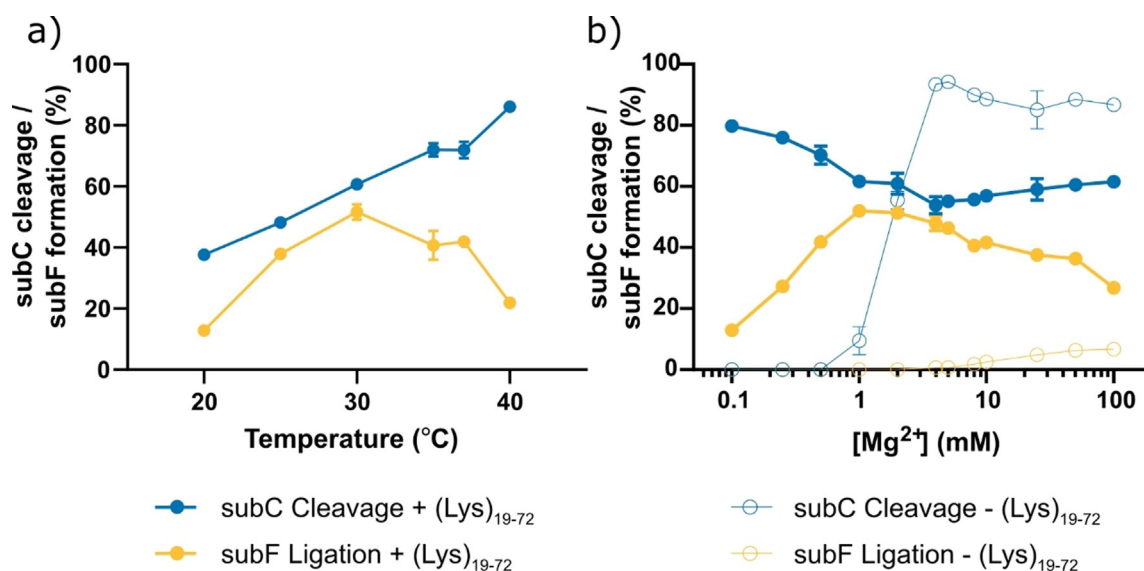 a)
subC cleavage /
subF formation (%)
100
80
60
40
20
0
20
30
40
Temperature (°C)
b)
subC cleavage /
subF formation (%)
100
80
60
40
20
0
0.1
1
10
100
[Mg²⁺] (mM)
subC Cleavage + (Lys)₁₉₋₇₂
subF Ligation + (Lys)₁₉₋₇₂
subC Cleavage - (Lys)₁₉₋₇₂
subF Ligation - (Lys)₁₉₋₇₂